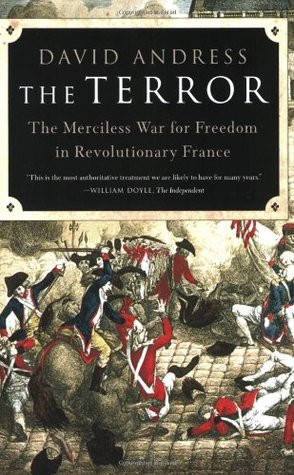 DAVID ANDRESS
THE TERROR
The Merciless War for Freedom
in Revolutionary France
"This is the most authoritative treatment we are likely to have for many years."
—WILLIAM DOYLE, The Independent